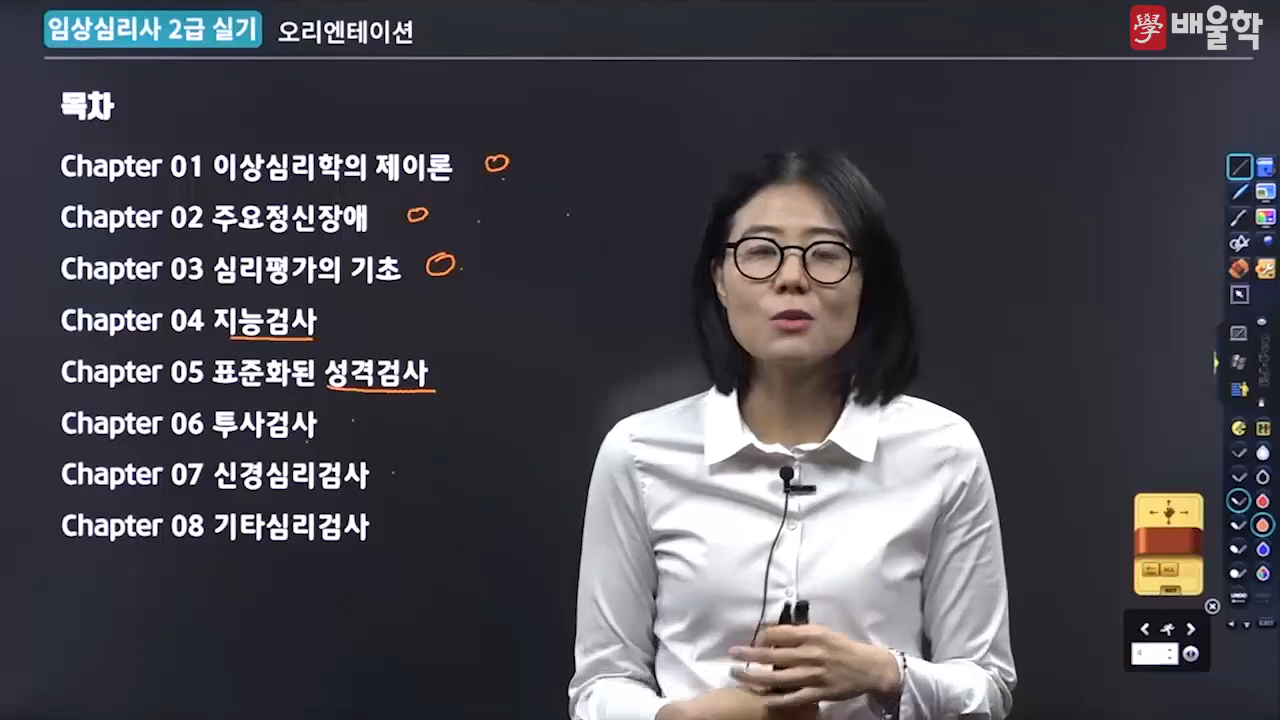 임상심리사 2급 실기 오리엔테이션
學 배울학
목차
Chapter 01 이상심리학의 제이론
Chapter 02 주요정신장애
Chapter 03 심리평가의 기초
Chapter 04 지능검사
Chapter 05 표준화된 성격검사
Chapter 06 투사검사
Chapter 07 신경심리검사
Chapter 08 기타심리검사
UNDO
EXIT
ALL
4